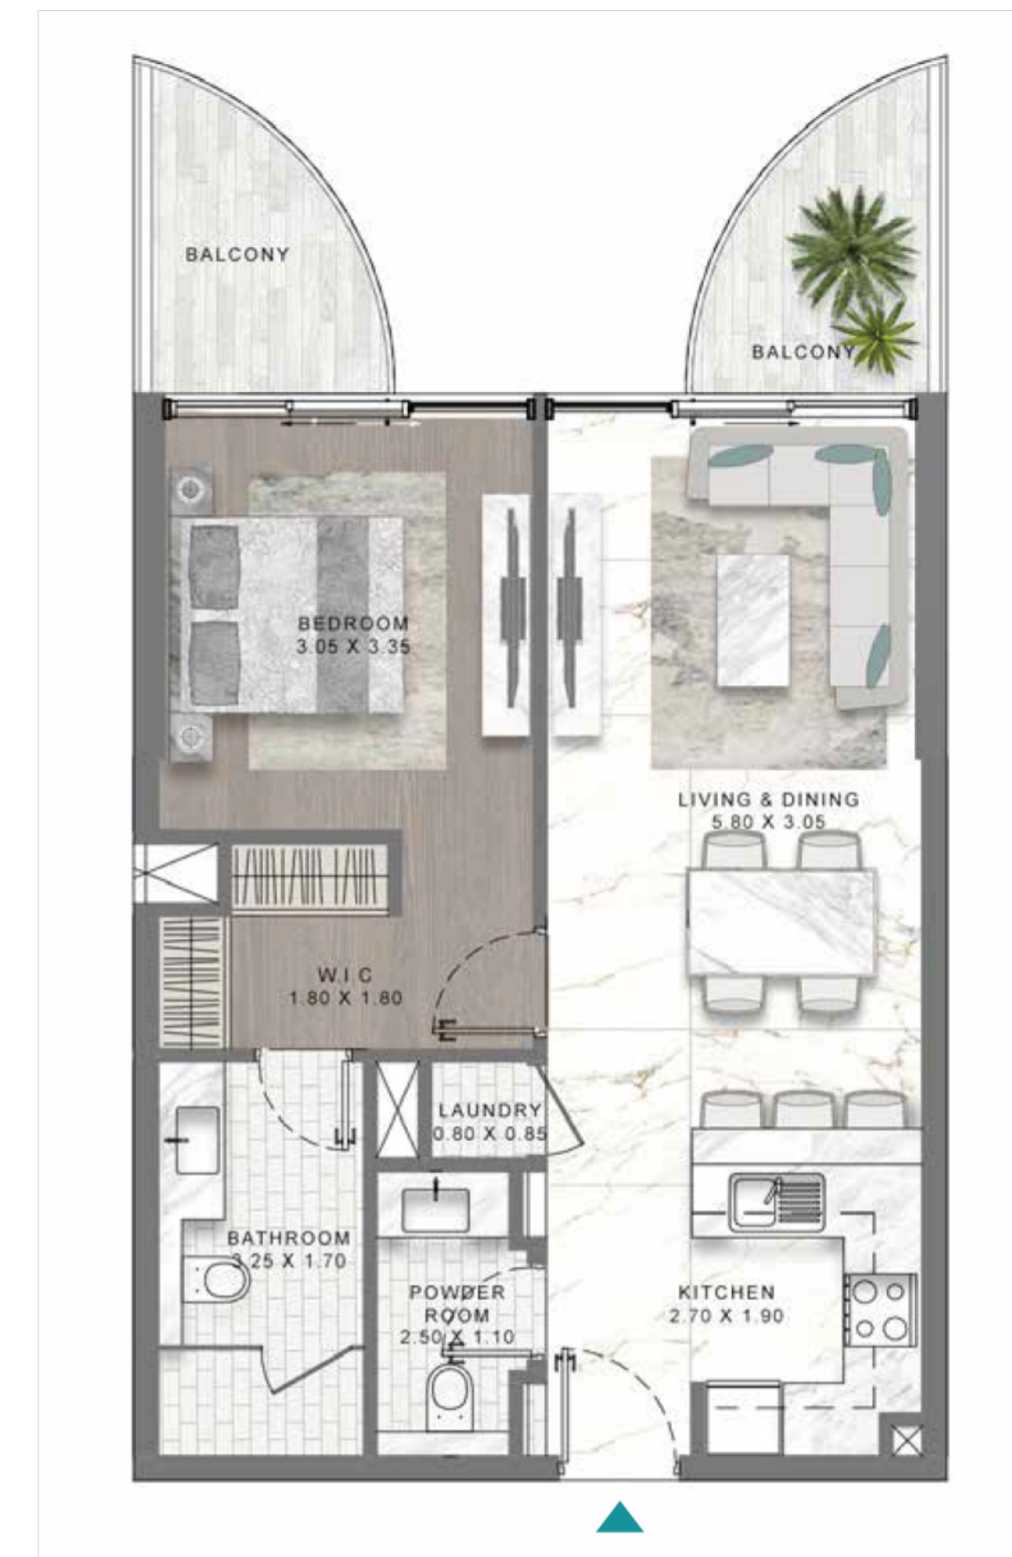 BALCONY
BALCONY
BEDROOM
3.05 X 3.35
LIVING & DINING
5.80 X 3.05
W.I.C
1.80 X 1.80
LAUNDRY
0.80 X 0.85
BATHROOM
3.25 X 1.70
POWDER
ROOM
2.50 X 1.10
KITCHEN
2.70 X 1.90